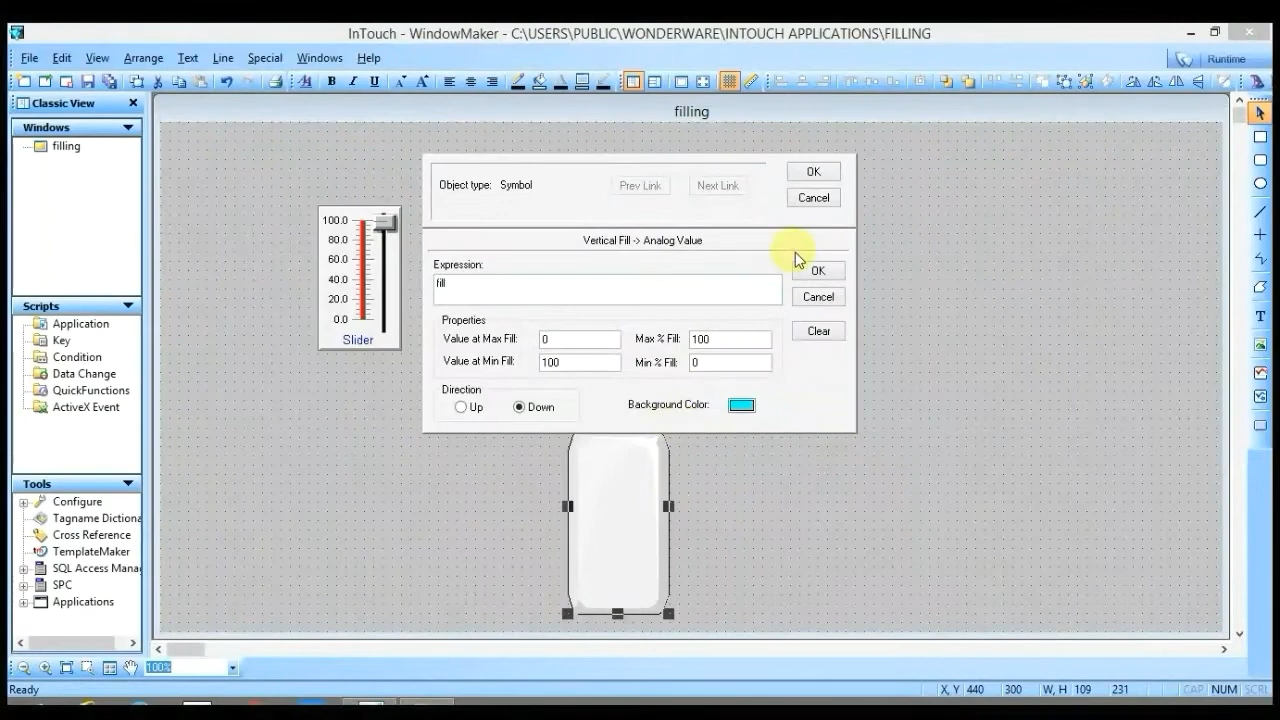 InTouch - WindowMaker - C:\USERS\PUBLIC\WONDERWARE\INTOUCH APPLICATIONS\FILLING
File Edit View Arrange Text Line Special Windows Help
Runtime
B I U A A
Classic View
Windows
filling
Scripts
Application
Key
Condition
Data Change
QuickFunctions
ActiveX Event
Tools
Configure
Tagname Dictiona
Cross Reference
TemplateMaker
SQL Access Mana
SPC
Applications
filling
100.0
80.0
60.0
40.0
20.0
0.0
Slider
Object type: Symbol
Prev Link Next Link
OK
Cancel
Vertical Fill -> Analog Value
Expression:
fill
OK
Cancel
Clear
Properties
Value at Max Fill: 0 Max % Fill: 100
Value at Min Fill: 100 Min % Fill: 0
Direction
Up Down
Background Color:
T
100%
Ready X, Y 440 300 W, H 109 231 CAP NUM SCRL